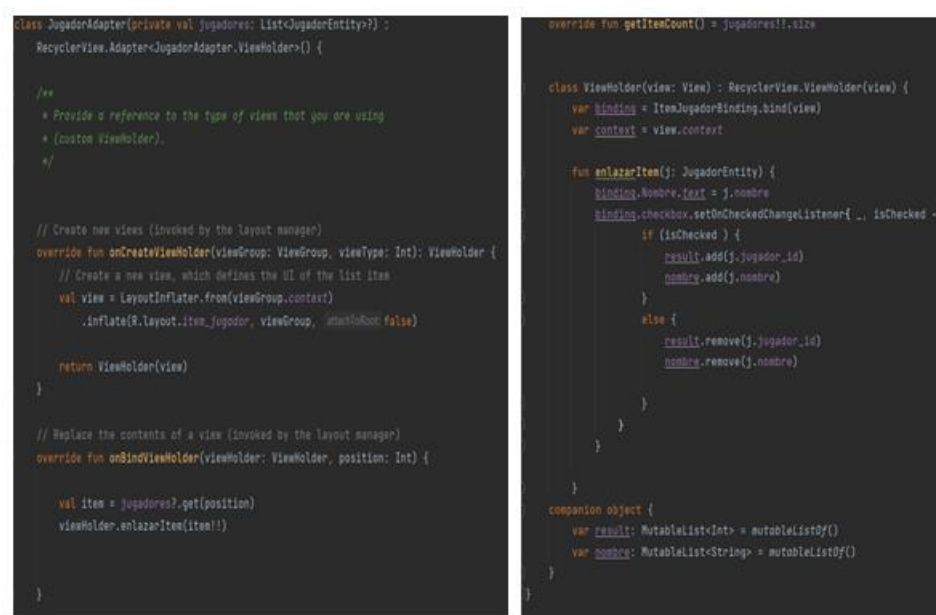 class JugadorAdapter(private val jugadores: List<JugadorEntity>?) :
RecyclerView.Adapter<JugadorAdapter.ViewHolder>() {
/**
* Provide a reference to the type of views that you are using
* (custom ViewHolder).
*/
// Create new views (invoked by the layout manager)
override fun onCreateViewHolder(viewGroup: ViewGroup, viewType: Int): ViewHolder {
// Create a new view, which defines the UI of the list item
val view = LayoutInflater.from(viewGroup.context)
.inflate(R.layout.item_jugador, viewGroup, attachToRoot: false)
return ViewHolder(view)
}
// Replace the contents of a view (invoked by the layout manager)
override fun onBindViewHolder(viewHolder: ViewHolder, position: Int) {
val item = jugadores?.get(position)
viewHolder.enlazarItem(item!!)
}
override fun getItemCount() = jugadores!!.size
class ViewHolder(view: View) : RecyclerView.ViewHolder(view) {
var binding = ItemJugadorBinding.bind(view)
var context = view.context
fun enlazarItem(j: JugadorEntity) {
binding.Nombre.text = j.nombre
binding.checkbox.setOnCheckedChangeListener{ _, isChecked -
if (isChecked ) {
result.add(j.jugador_id)
nombre.add(j.nombre)
}
else {
result.remove(j.jugador_id)
nombre.remove(j.nombre)
}
}
}
}
companion object {
var result: MutableList<Int> = mutableListOf()
var nombre: MutableList<String> = mutableListOf()
}
}